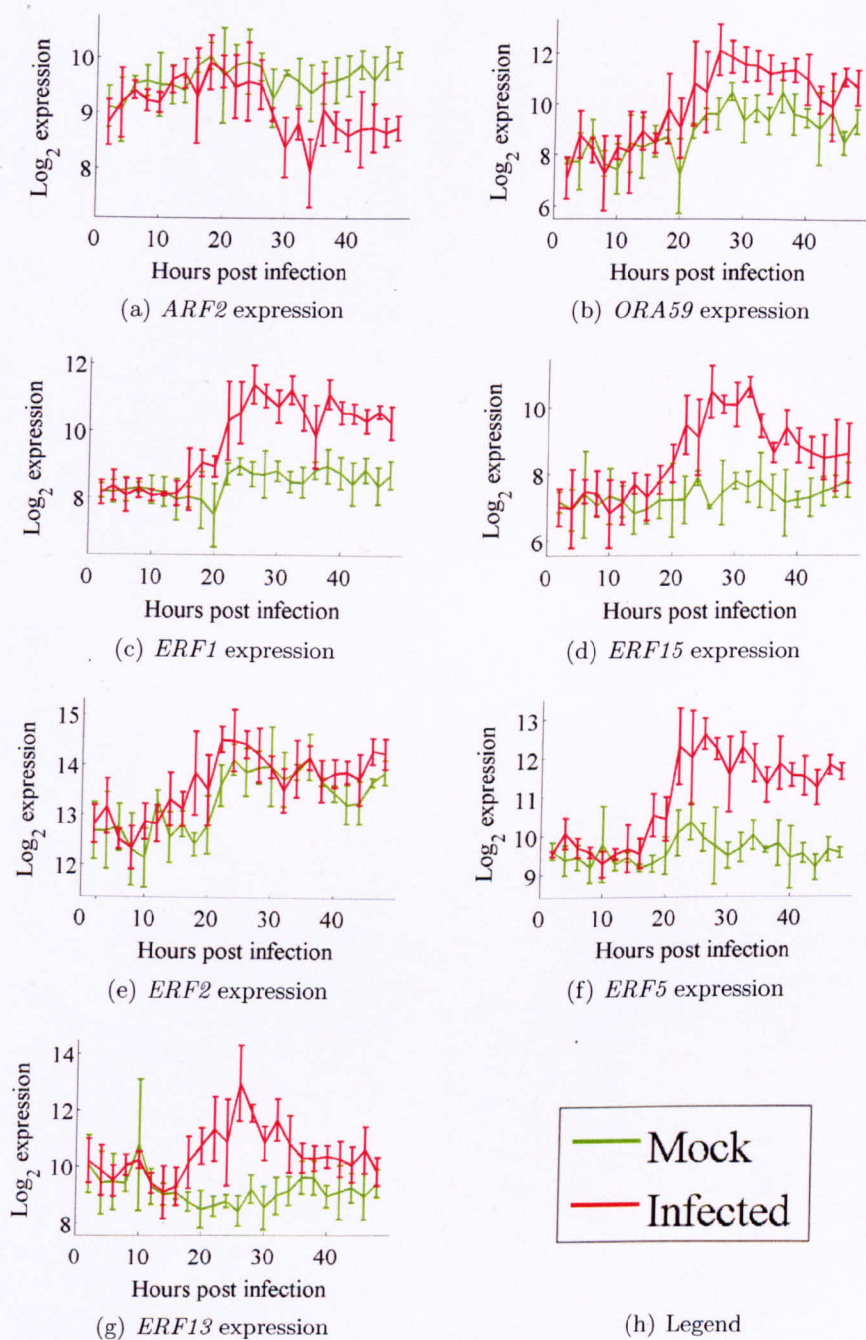 10
9
8
Log2 expression
0 10 20 30 40
Hours post infection
(a) ARF2 expression
12
10
8
6
Log2 expression
0 10 20 30 40
Hours post infection
(b) ORA59 expression
12
10
8
Log2 expression
0 10 20 30 40
Hours post infection
(c) ERF1 expression
10
8
6
Log2 expression
0 10 20 30 40
Hours post infection
(d) ERF15 expression
15
14
13
12
Log2 expression
0 10 20 30 40
Hours post infection
(e) ERF2 expression
13
12
11
10
9
Log2 expression
0 10 20 30 40
Hours post infection
(f) ERF5 expression
14
12
10
8
Log2 expression
0 10 20 30 40
Hours post infection
(g) ERF13 expression
Mock
Infected
(h) Legend